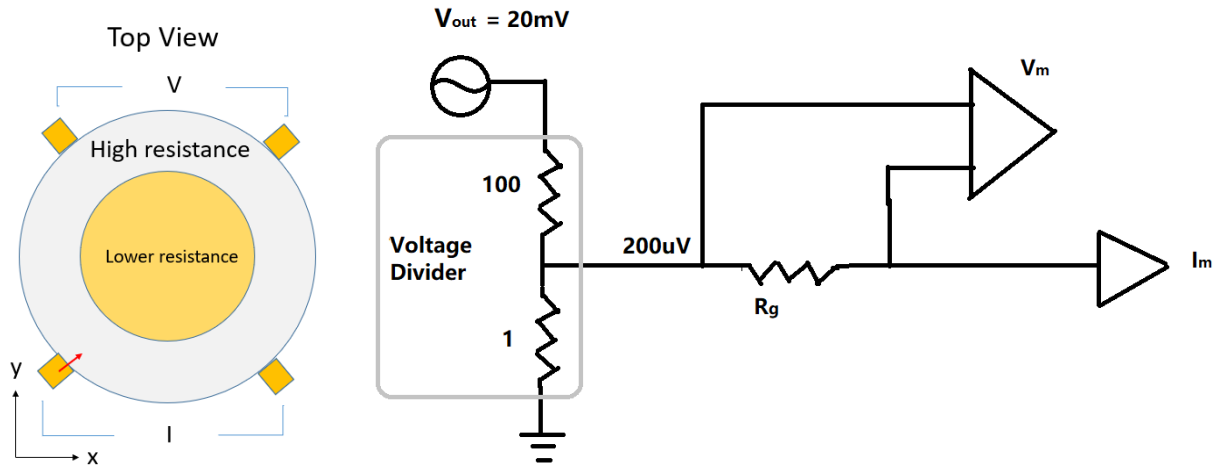 Top View
V
High resistance
Lower resistance
y
x
I
Vout = 20mV
100
Voltage
Divider
1
200uV
Rg
Vm
Im